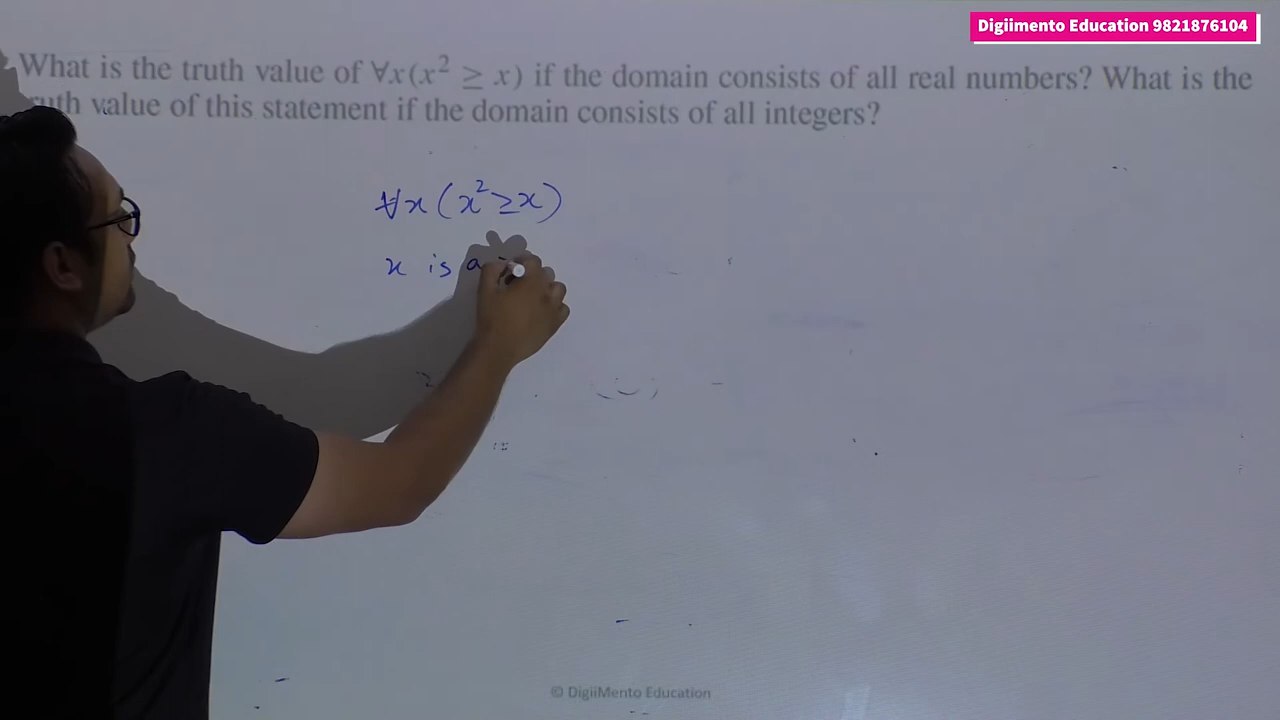 Digiimento Education 9821876104
What is the truth value of ∀x(x² ≥ x) if the domain consists of all real numbers? What is the
value of this statement if the domain consists of all integers?
∀x (x² ≥ x)
x is a
© DigiiMento Education